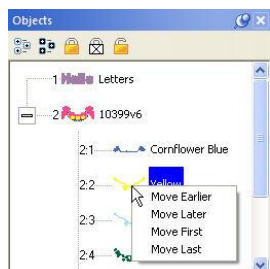 Objects
1 Hello Letters
2 10399v6
2:1 Cornflower Blue
2:2 Yellow
Move Earlier
Move Later
2:3
Move First
Move Last
2:4